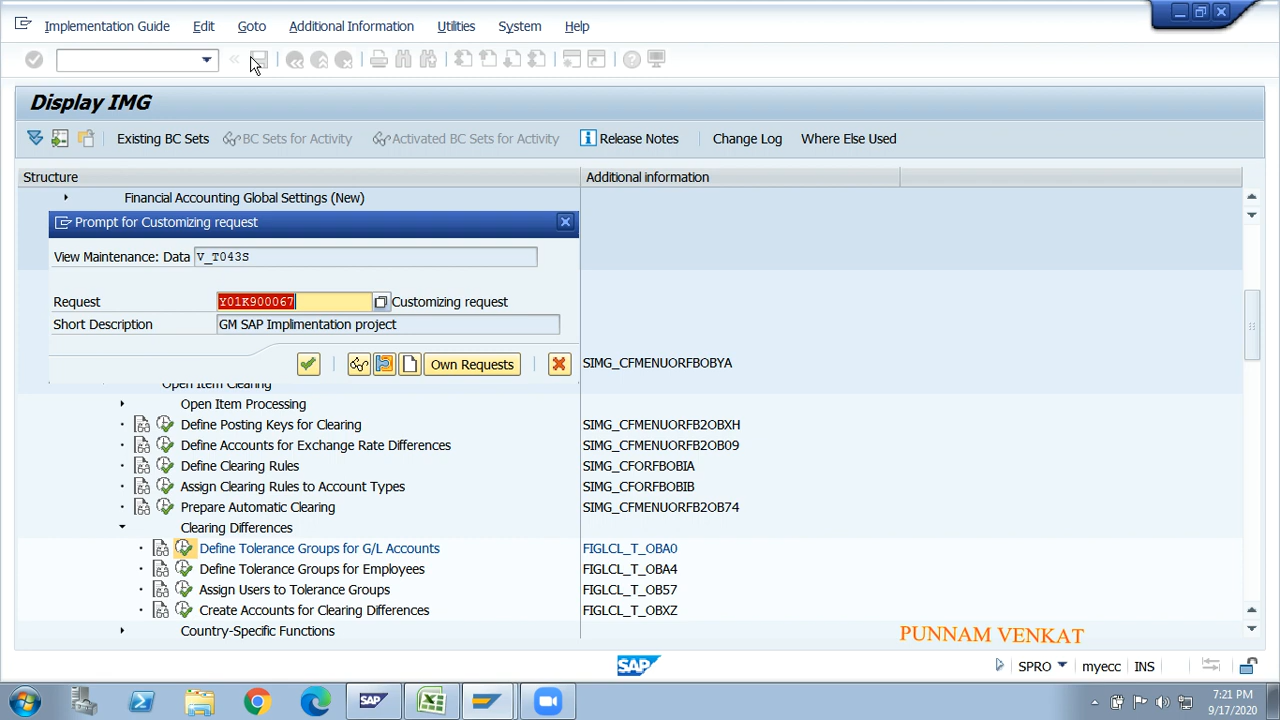 Implementation Guide Edit Goto Additional Information Utilities System Help
Display IMG
Existing BC Sets BC Sets for Activity Activated BC Sets for Activity Release Notes Change Log Where Else Used
Structure Additional information
Financial Accounting Global Settings (New)
Prompt for Customizing request
View Maintenance: Data V_T043S
Request Y01K900067 Customizing request
Short Description GM SAP Implimentation project
Own Requests
SIMG_CFMENUORFBOBYA
Open Item Clearing
Open Item Processing
Define Posting Keys for Clearing SIMG_CFMENUORFB2OBXH
Define Accounts for Exchange Rate Differences SIMG_CFMENUORFB2OB09
Define Clearing Rules SIMG_CFORFBOBIA
Assign Clearing Rules to Account Types SIMG_CFORFBOBIB
Prepare Automatic Clearing SIMG_CFMENUORFB2OB74
Clearing Differences
Define Tolerance Groups for G/L Accounts FIGLCL_T_OBA0
Define Tolerance Groups for Employees FIGLCL_T_OBA4
Assign Users to Tolerance Groups FIGLCL_T_OB57
Create Accounts for Clearing Differences FIGLCL_T_OBXZ
Country-Specific Functions
PUNNAM VENKAT
SAP SPRO myecc INS
SAP
7:21 PM
9/17/2020